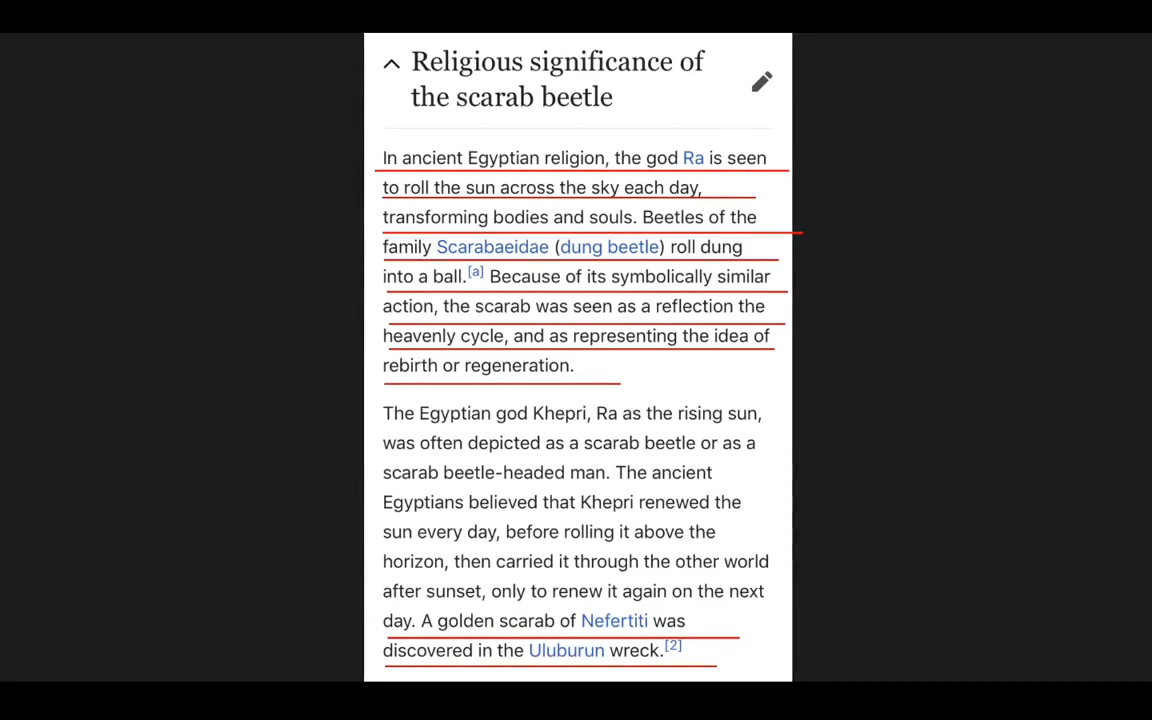 Religious significance of
the scarab beetle
In ancient Egyptian religion, the god Ra is seen
to roll the sun across the sky each day,
transforming bodies and souls. Beetles of the
family Scarabaeidae (dung beetle) roll dung
into a ball.[a] Because of its symbolically similar
action, the scarab was seen as a reflection the
heavenly cycle, and as representing the idea of
rebirth or regeneration.
The Egyptian god Khepri, Ra as the rising sun,
was often depicted as a scarab beetle or as a
scarab beetle-headed man. The ancient
Egyptians believed that Khepri renewed the
sun every day, before rolling it above the
horizon, then carried it through the other world
after sunset, only to renew it again on the next
day. A golden scarab of Nefertiti was
discovered in the Uluburun wreck.[2]